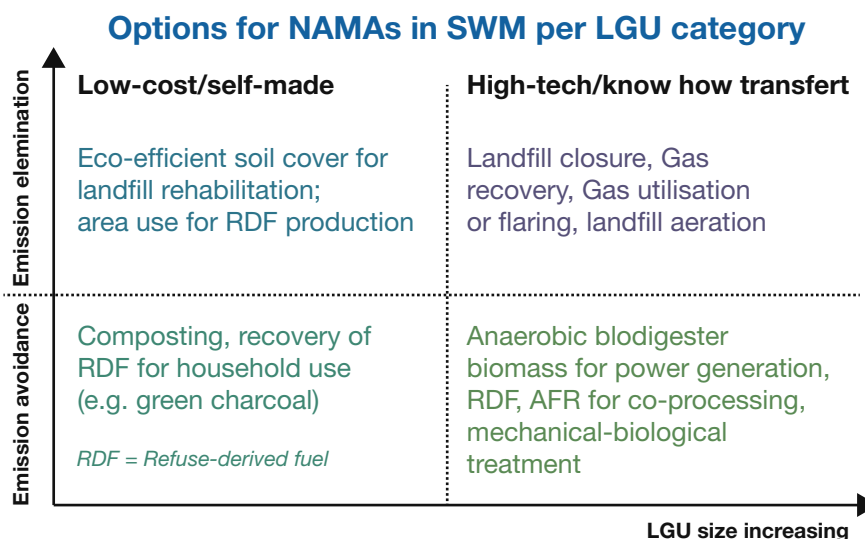 Options for NAMAs in SWM per LGU category
Low-cost/self-made
High-tech/know how transfert
Emission elemination
Eco-efficient soil cover for
landfill rehabilitation;
area use for RDF production
Landfill closure, Gas
recovery, Gas utilisation
or flaring, landfill aeration
Emission avoidance
Composting, recovery of
RDF for household use
(e.g. green charcoal)
RDF = Refuse-derived fuel
Anaerobic blodigester
biomass for power generation,
RDF, AFR for co-processing,
mechanical-biological
treatment
LGU size increasing